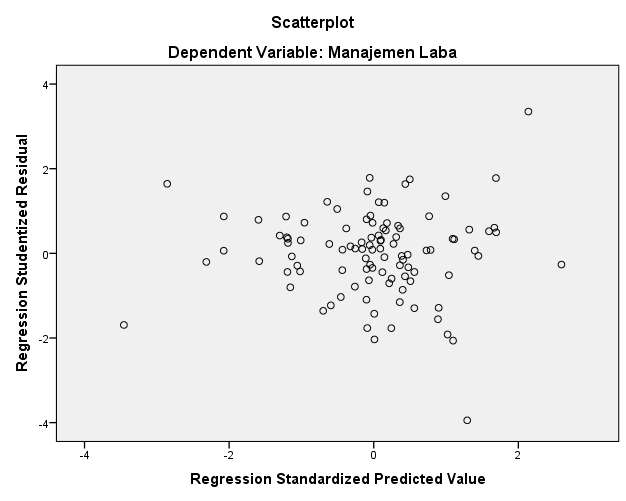 Scatterplot
Dependent Variable: Manajemen Laba
Regression Studentized Residual
4
2
0
-2
-4
-4
-2
0
2
Regression Standardized Predicted Value